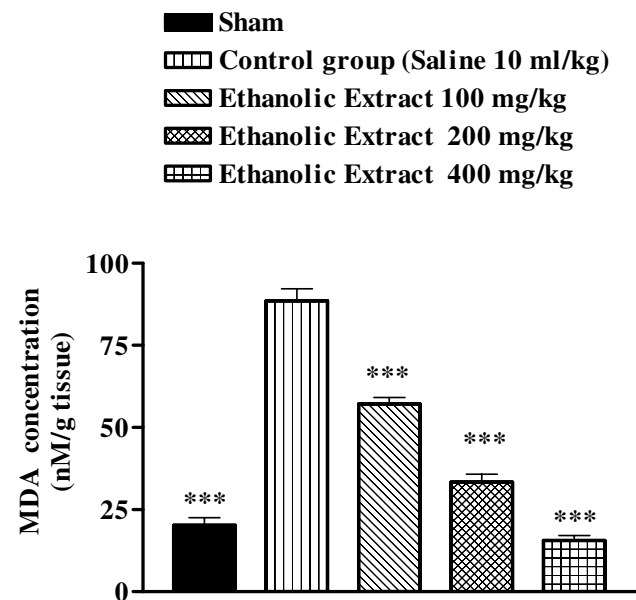 Sham
Control group (Saline 10 ml/kg)
Ethanolic Extract 100 mg/kg
Ethanolic Extract 200 mg/kg
Ethanolic Extract 400 mg/kg
MDA concentration
(nM/g tissue)
100
75
50
25
0
***
***
***
***